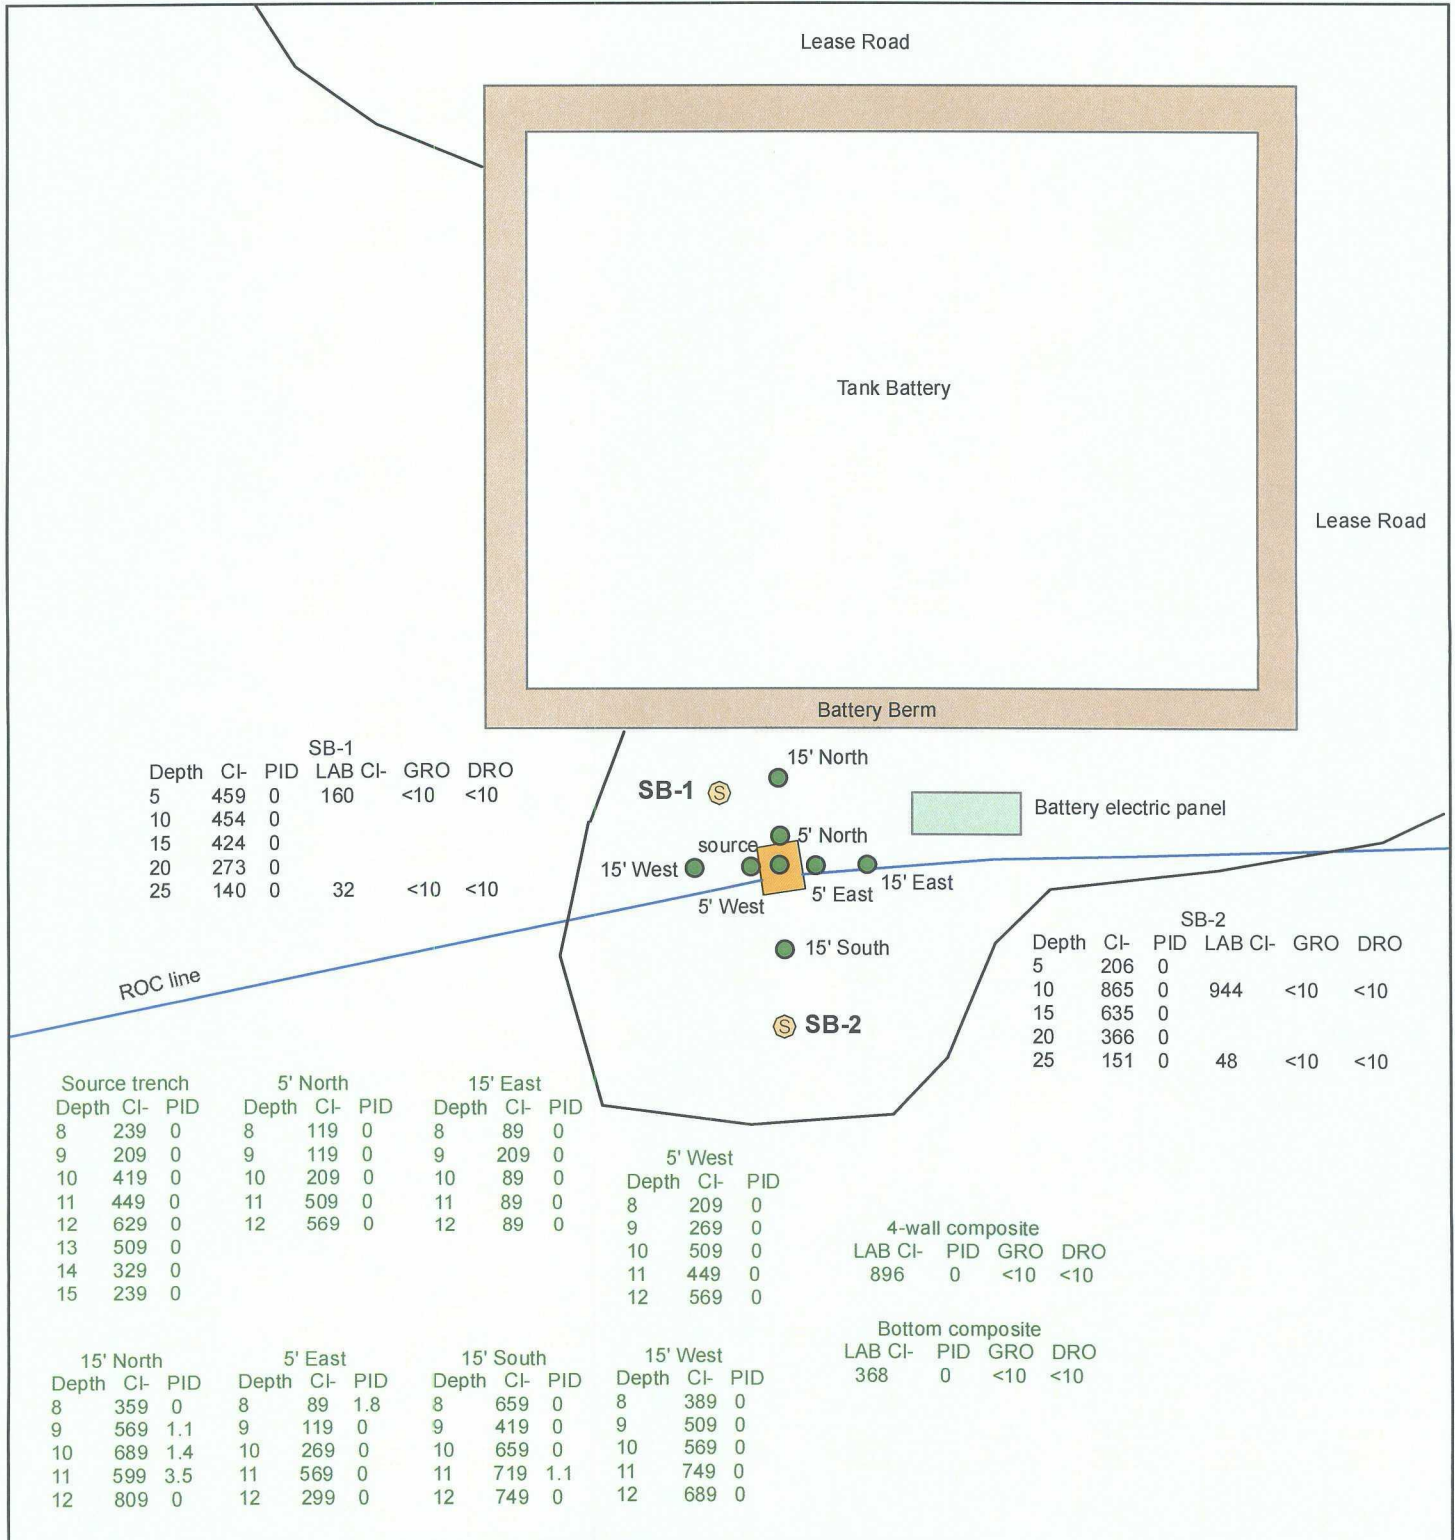 Lease Road
Tank Battery
Lease Road
Battery Berm
SB-1
Depth Cl- PID LAB Cl- GRO DRO
5 459 0 160 <10 <10
10 454 0
15 424 0
20 273 0
25 140 0 32 <10 <10
15' North
SB-1 S
5' North
source
15' West
5' West
5' East
15' East
Battery electric panel
15' South
S SB-2
ROC line
SB-2
Depth Cl- PID LAB Cl- GRO DRO
5 206 0
10 865 0 944 <10 <10
15 635 0
20 366 0
25 151 0 48 <10 <10
Source trench
Depth Cl- PID
8 239 0
9 209 0
10 419 0
11 449 0
12 629 0
13 509 0
14 329 0
15 239 0
5' North
Depth Cl- PID
8 119 0
9 119 0
10 209 0
11 509 0
12 569 0
15' East
Depth Cl- PID
8 89 0
9 209 0
10 89 0
11 89 0
12 89 0
5' West
Depth Cl- PID
8 209 0
9 269 0
10 509 0
11 449 0
12 569 0
4-wall composite
LAB Cl- PID GRO DRO
896 0 <10 <10
Bottom composite
LAB Cl- PID GRO DRO
368 0 <10 <10
15' North
Depth Cl- PID
8 359 0
9 569 1.1
10 689 1.4
11 599 3.5
12 809 0
5' East
Depth Cl- PID
8 89 1.8
9 119 0
10 269 0
11 569 0
12 299 0
15' South
Depth Cl- PID
8 659 0
9 419 0
10 659 0
11 719 1.1
12 749 0
15' West
Depth Cl- PID
8 389 0
9 509 0
10 569 0
11 749 0
12 689 0